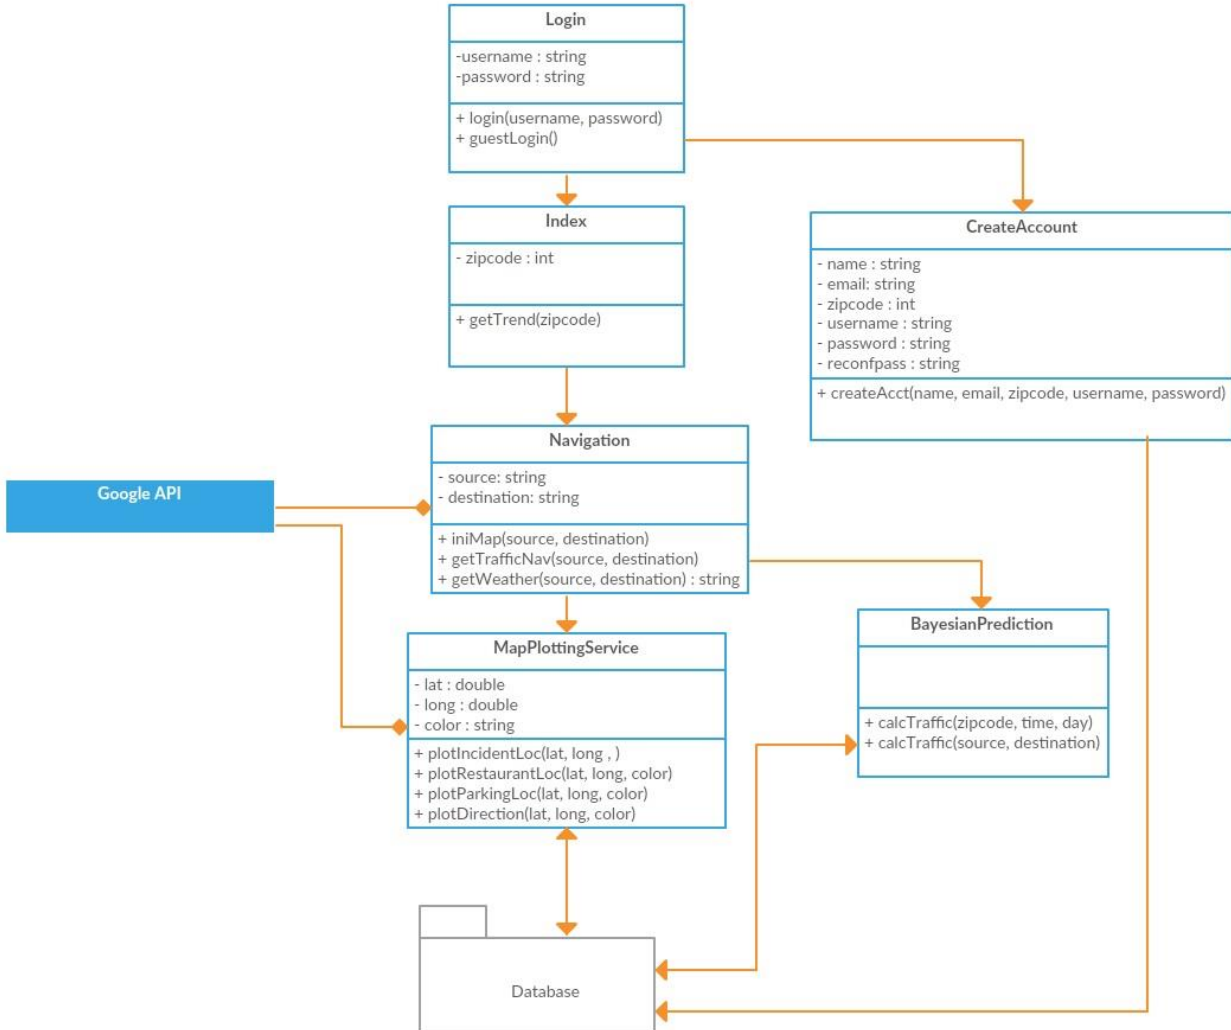 Login
-username : string
-password : string
+ login(username, password)
+ guestLogin()
Index
- zipcode : int
+ getTrend(zipcode)
CreateAccount
- name : string
- email: string
- zipcode : int
- username : string
- password : string
- reconfpass : string
+ createAcct(name, email, zipcode, username, password)
Navigation
- source: string
- destination: string
+ iniMap(source, destination)
+ getTrafficNav(source, destination)
+ getWeather(source, destination) : string
Google API
MapPlottingService
- lat : double
- long : double
- color : string
+ plotIncidentLoc(lat, long , )
+ plotRestaurantLoc(lat, long, color)
+ plotParkingLoc(lat, long, color)
+ plotDirection(lat, long, color)
BayesianPrediction
+ calcTraffic(zipcode, time, day)
+ calcTraffic(source, destination)
Database